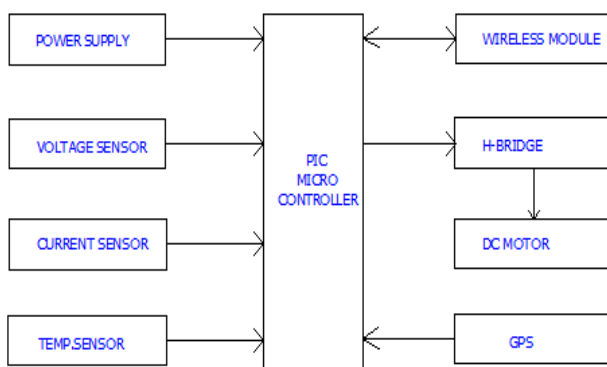 POWER SUPPLY
VOLTAGE SENSOR
CURRENT SENSOR
TEMP.SENSOR
PIC
MICRO
CONTROLLER
WIRELESS MODULE
H-BRIDGE
DC MOTOR
GPS